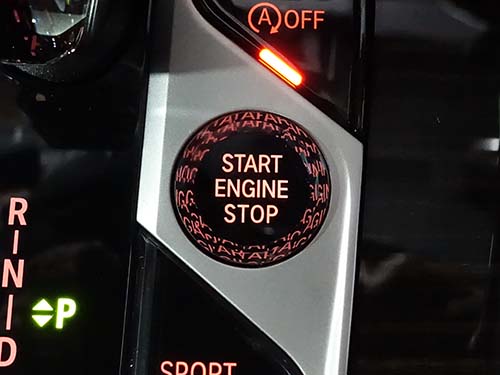 A OFF
START
ENGINE
STOP
R
N
P
D
SPORT